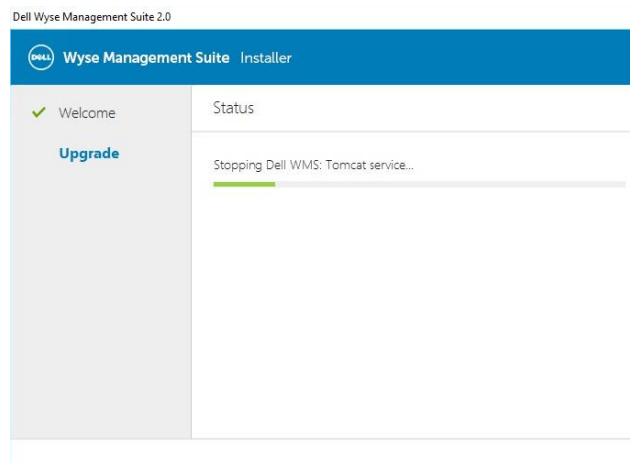 Dell Wyse Management Suite 2.0
DELL Wyse Management Suite Installer
Welcome
Status
Upgrade
Stopping Dell WMS: Tomcat service...